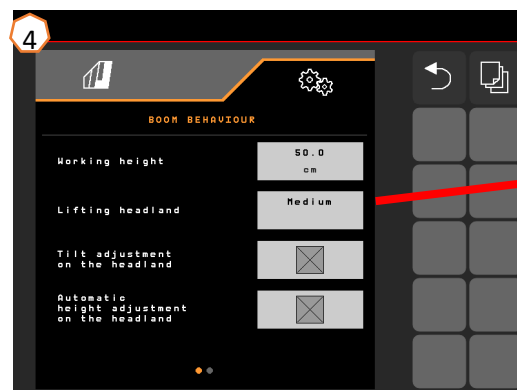 4
BOOM BEHAVIOUR
Working height
50.0
cm
Lifting headland
Medium
Tilt adjustment
on the headland
Automatic
height adjustment
on the headland